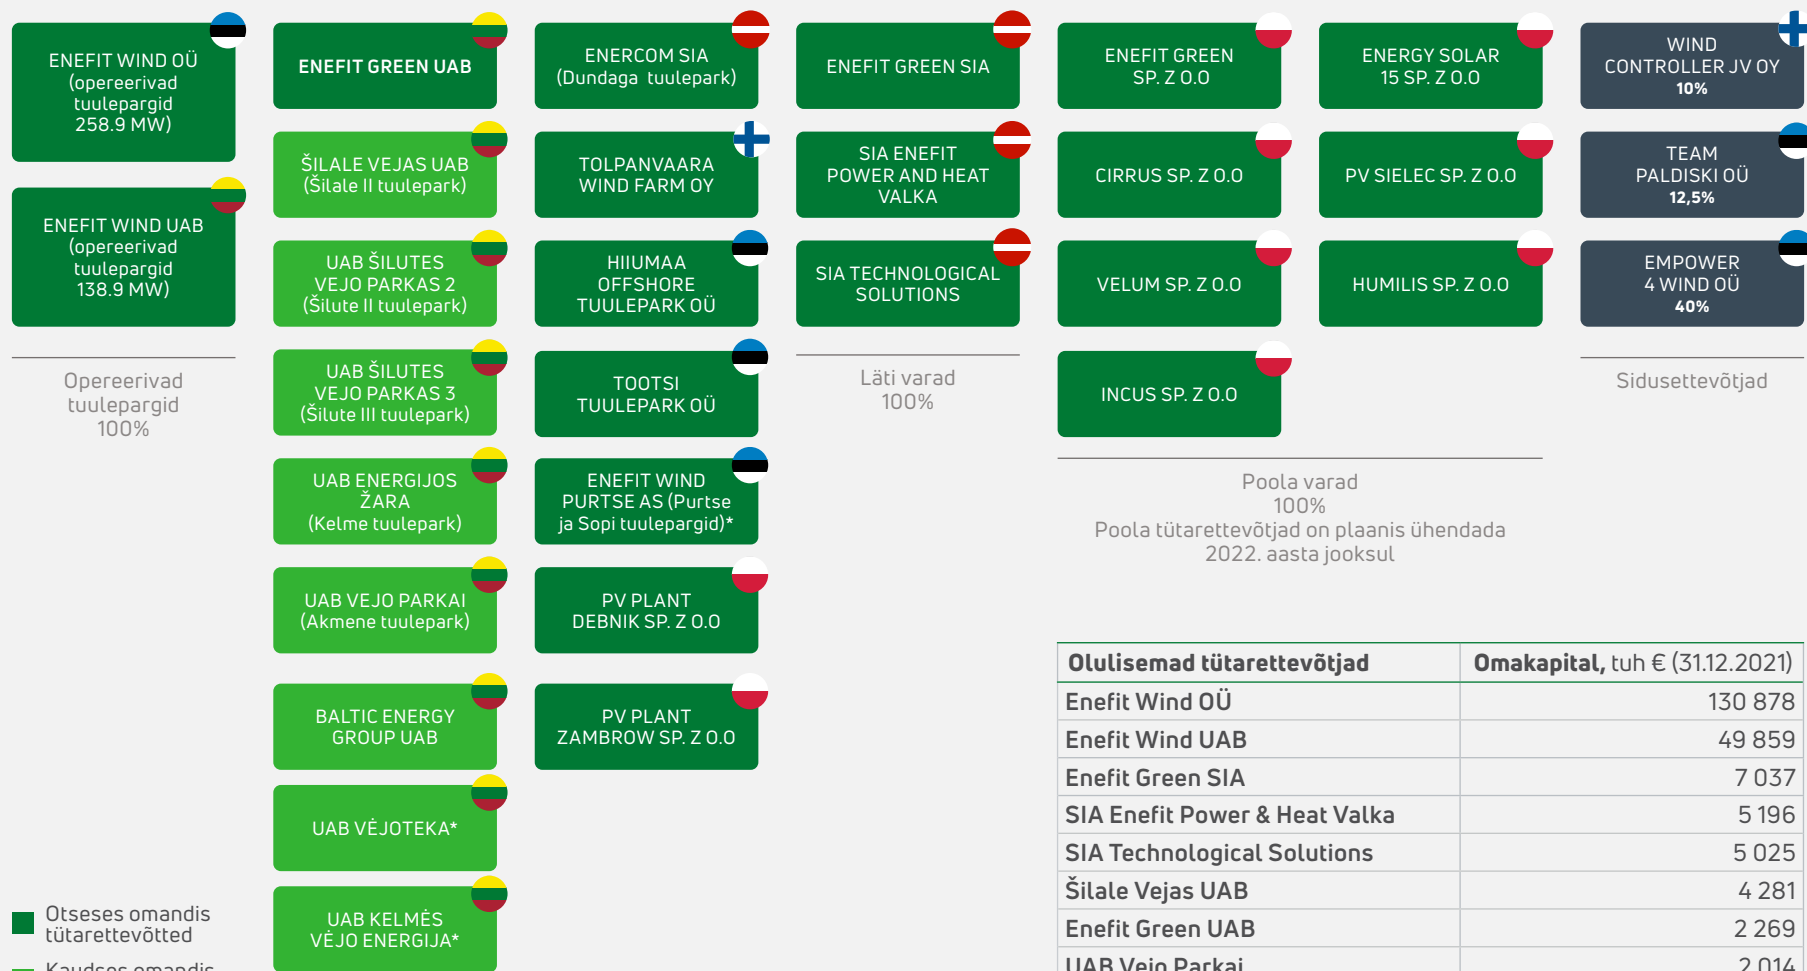 ENEFIT WIND OÜ
(opereerivad
tuulepargid
258.9 MW)
ENEFIT WIND UAB
(opereerivad
tuulepargid
138.9 MW)
Opereerivad
tuulepargid
100%
ENEFIT GREEN UAB
ŠILALE VEJAS UAB
(Šilale II tuulepark)
UAB ŠILUTES
VEJO PARKAS 2
(Šilute II tuulepark)
UAB ŠILUTES
VEJO PARKAS 3
(Šilute III tuulepark)
UAB ENERGIJOS
ŽARA
(Kelme tuulepark)
UAB VEJO PARKAI
(Akmene tuulepark)
BALTIC ENERGY
GROUP UAB
UAB VĖJOTEKA*
UAB KELMĖS
VĖJO ENERGIJA*
ENERCOM SIA
(Dundaga tuulepark)
TOLPANVAARA
WIND FARM OY
HIIUMAA
OFFSHORE
TUULEPARK OÜ
TOOTSI
TUULEPARK OÜ
ENEFIT WIND
PURTSE AS (Purtse
ja Sopi tuulepargid)*
PV PLANT
DEBNIK SP. Z O.O
PV PLANT
ZAMBROW SP. Z O.O
ENEFIT GREEN SIA
SIA ENEFIT
POWER AND HEAT
VALKA
SIA TECHNOLOGICAL
SOLUTIONS
Läti varad
100%
ENEFIT GREEN
SP. Z O.O
CIRRUS SP. Z O.O
VELUM SP. Z O.O
INCUS SP. Z O.O
ENERGY SOLAR
15 SP. Z O.O
PV SIELEC SP. Z O.O
HUMILIS SP. Z O.O
Poola varad
100%
Poola tütarettevõtjad on plaanis ühendada
2022. aasta jooksul
WIND
CONTROLLER JV OY
10%
TEAM
PALDISKI OÜ
12,5%
EMPOWER
4 WIND OÜ
40%
Sidusettevõtjad
Olulisemad tütarettevõtjad Omakapital, tuh € (31.12.2021)
Enefit Wind OÜ 130 878
Enefit Wind UAB 49 859
Enefit Green SIA 7 037
SIA Enefit Power & Heat Valka 5 196
SIA Technological Solutions 5 025
Šilale Vejas UAB 4 281
Enefit Green UAB 2 269
UAB Vejo Parkai 2 014
Otseses omandis
tütarettevõtted
Kaudses omandis